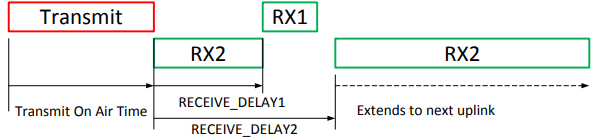 Transmit
RX1
RX2
RX2
Transmit On Air Time
RECEIVE_DELAY1
Extends to next uplink
RECEIVE_DELAY2